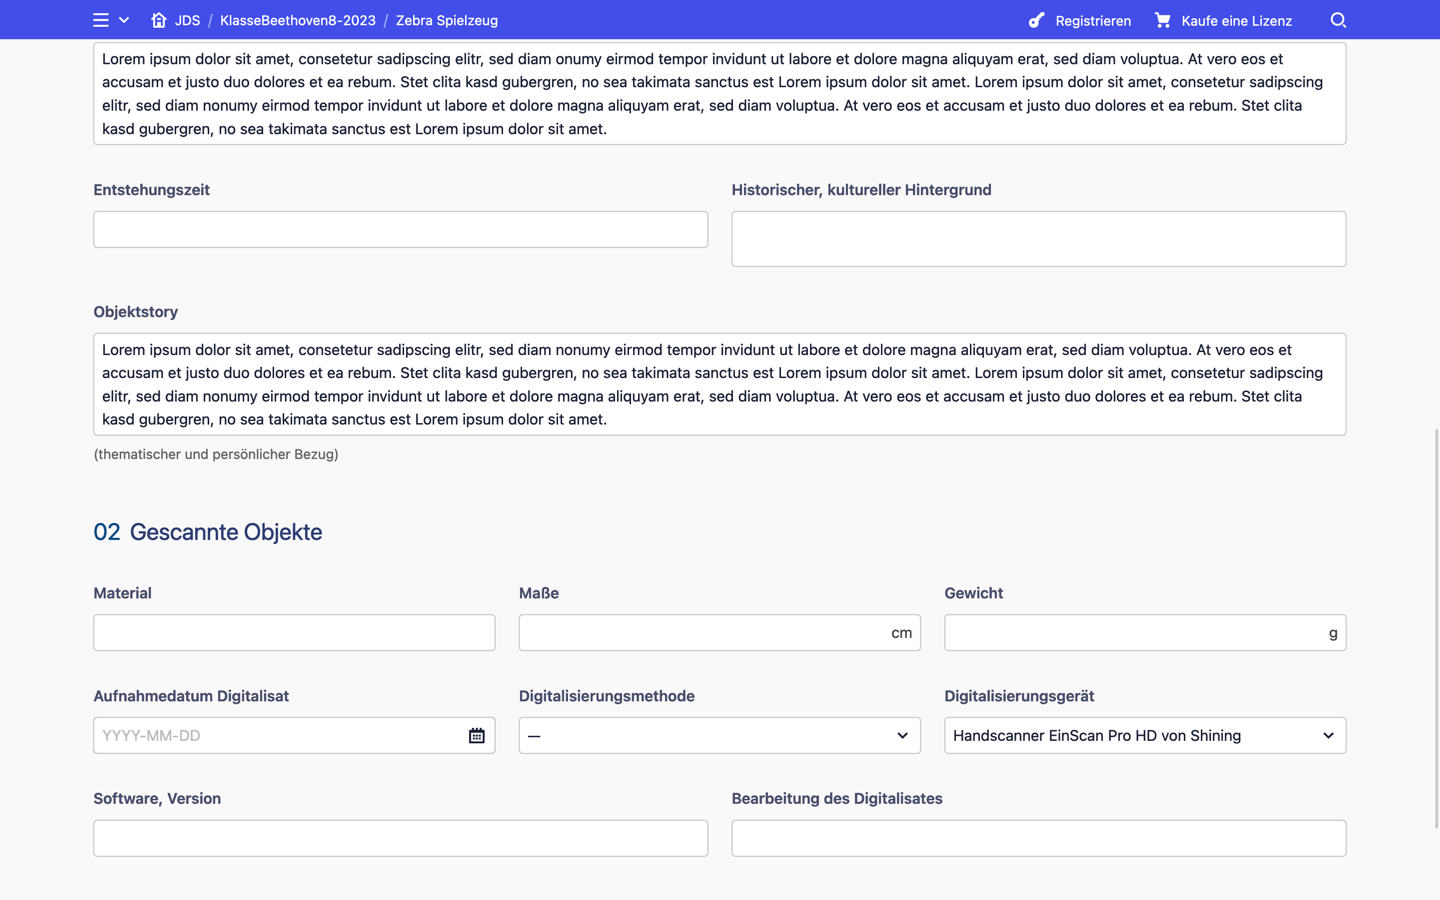 JDS / KlasseBeethoven8-2023 / Zebra Spielzeug Registrieren Kaufe eine Lizenz
Lorem ipsum dolor sit amet, consetetur sadipscing elitr, sed diam onumy eirmod tempor invidunt ut labore et dolore magna aliquyam erat, sed diam voluptua. At vero eos et
accusam et justo duo dolores et ea rebum. Stet clita kasd gubergren, no sea takimata sanctus est Lorem ipsum dolor sit amet. Lorem ipsum dolor sit amet, consetetur sadipscing
elitr, sed diam nonumy eirmod tempor invidunt ut labore et dolore magna aliquyam erat, sed diam voluptua. At vero eos et accusam et justo duo dolores et ea rebum. Stet clita
kasd gubergren, no sea takimata sanctus est Lorem ipsum dolor sit amet.
Entstehungszeit
Historischer, kultureller Hintergrund
Objektstory
Lorem ipsum dolor sit amet, consetetur sadipscing elitr, sed diam nonumy eirmod tempor invidunt ut labore et dolore magna aliquyam erat, sed diam voluptua. At vero eos et
accusam et justo duo dolores et ea rebum. Stet clita kasd gubergren, no sea takimata sanctus est Lorem ipsum dolor sit amet. Lorem ipsum dolor sit amet, consetetur sadipscing
elitr, sed diam nonumy eirmod tempor invidunt ut labore et dolore magna aliquyam erat, sed diam voluptua. At vero eos et accusam et justo duo dolores et ea rebum. Stet clita
kasd gubergren, no sea takimata sanctus est Lorem ipsum dolor sit amet.
(thematischer und persönlicher Bezug)
02 Gescannte Objekte
Material
Maße
cm
Gewicht
g
Aufnahmedatum Digitalisat
YYYY-MM-DD
Digitalisierungsmethode
—
Digitalisierungsgerät
Handscanner EinScan Pro HD von Shining
Software, Version
Bearbeitung des Digitalisates